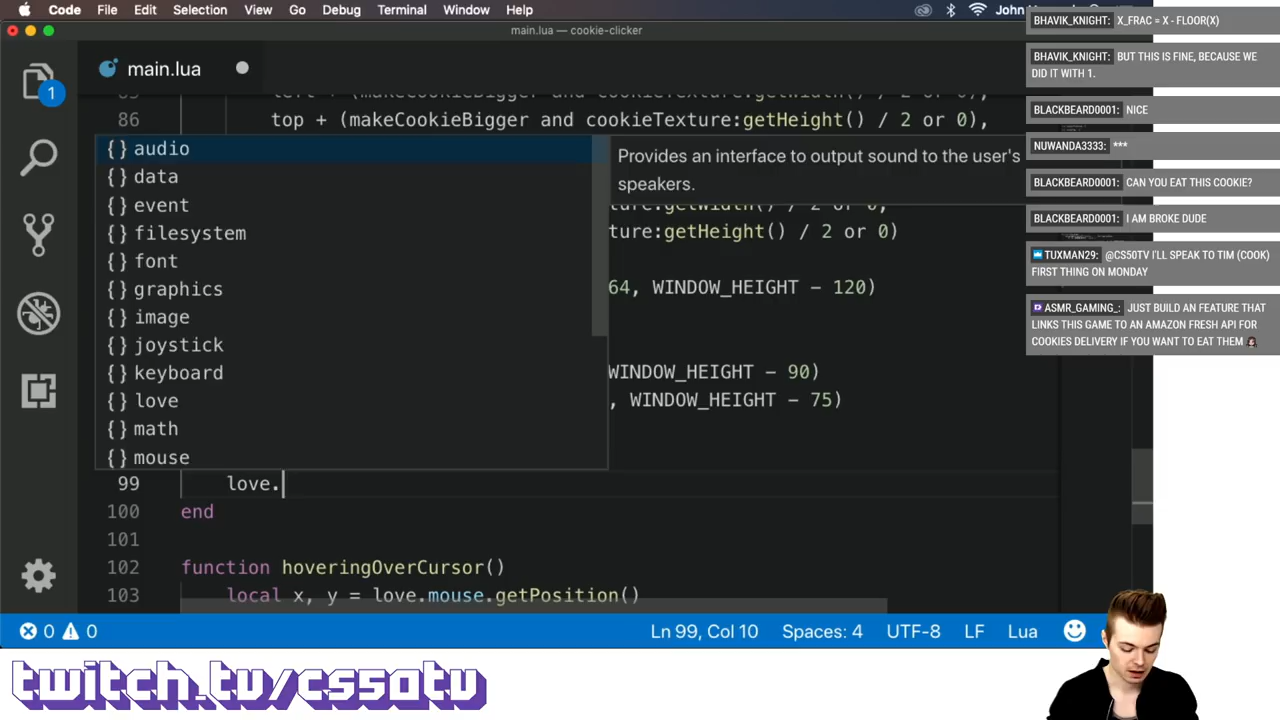 Code File Edit Selection View Go Debug Terminal Window Help
main.lua — cookie-clicker
main.lua
1
86 top + (makeCookieBigger and cookieTexture:getHeight() / 2 or 0),
{} audio
{} data
{} event
{} filesystem
{} font
{} graphics
{} image
{} joystick
{} keyboard
{} love
{} math
{} mouse
Provides an interface to output sound to the user's
speakers.
ture:getHeight() / 2 or 0)
64, WINDOW_HEIGHT - 120)
WINDOW_HEIGHT - 90)
, WINDOW_HEIGHT - 75)
99 love.
100 end
101
102 function hoveringOverCursor()
103 local x, y = love.mouse.getPosition()
0 0 Ln 99, Col 10 Spaces: 4 UTF-8 LF Lua
BHAVIK_KNIGHT: X_FRAC = X - FLOOR(X)
BHAVIK_KNIGHT: BUT THIS IS FINE, BECAUSE WE
DID IT WITH 1.
BLACKBEARD0001: NICE
NUWANDA3333: ***
BLACKBEARD0001: CAN YOU EAT THIS COOKIE?
BLACKBEARD0001: I AM BROKE DUDE
TUXMAN29: @CS50TV I'LL SPEAK TO TIM (COOK)
FIRST THING ON MONDAY
ASMR_GAMING_: JUST BUILD AN FEATURE THAT
LINKS THIS GAME TO AN AMAZON FRESH API FOR
COOKIES DELIVERY IF YOU WANT TO EAT THEM
twitch.tv/cs50tv